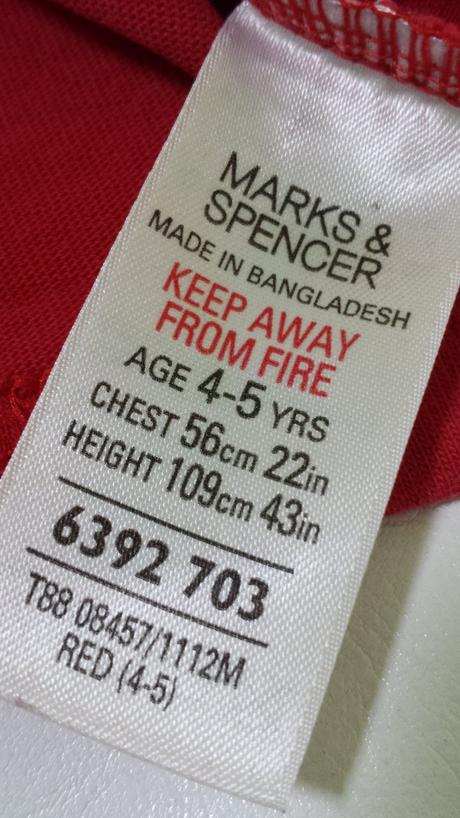 MARKS &
SPENCER
MADE IN BANGLADESH
KEEP AWAY
FROM FIRE
AGE 4-5 YRS
CHEST 56cm 22in
HEIGHT 109cm 43in
6392 703
T88 08457/1112M
RED (4-5)